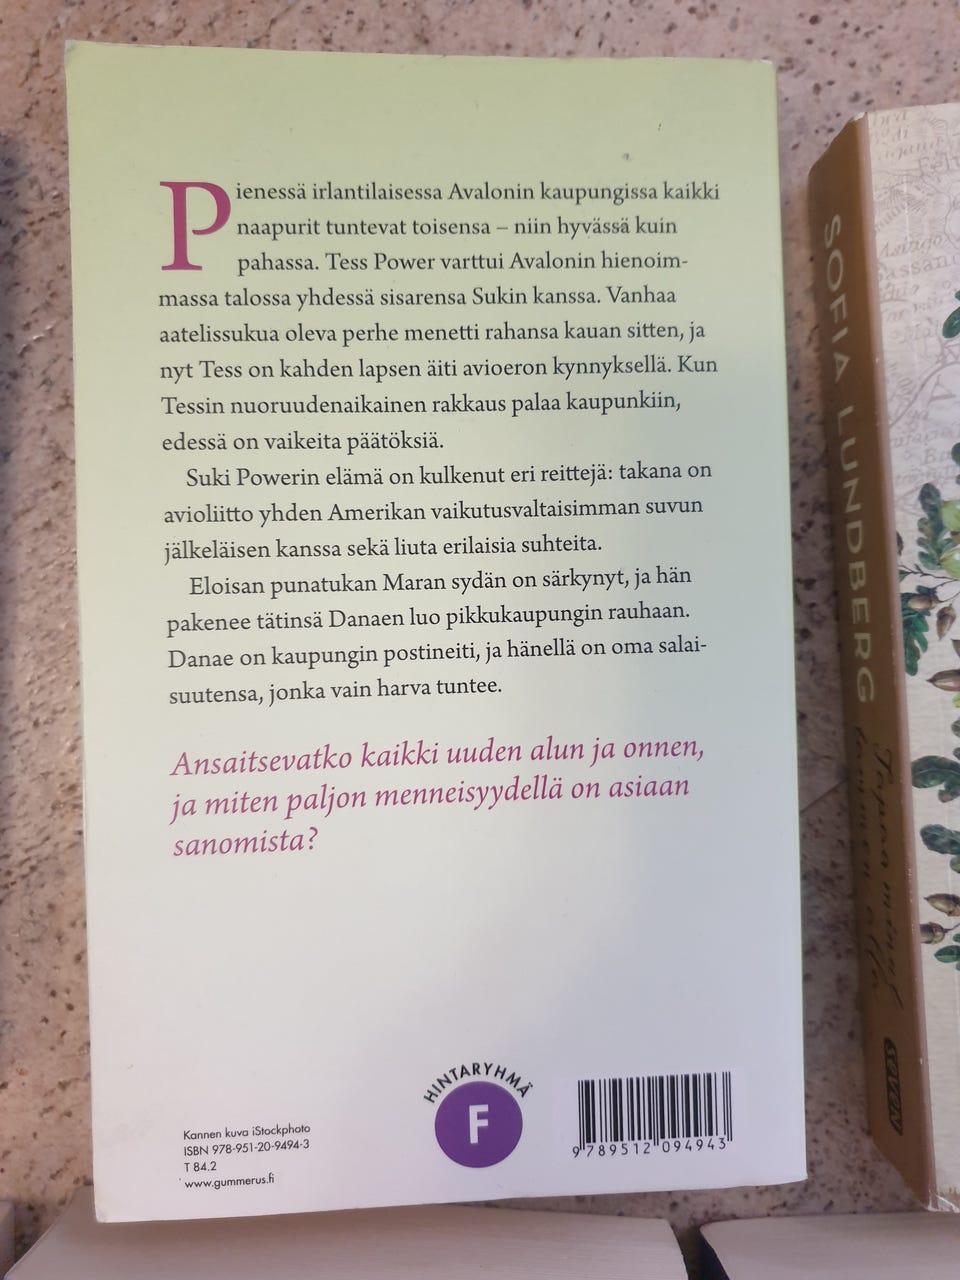 Pienessä irlantilaisessa Avalonin kaupungissa kaikki
naapurit tuntevat toisensa – niin hyvässä kuin
pahassa. Tess Power varttui Avalonin hienoim-
massa talossa yhdessä sisarensa Sukin kanssa. Vanhaa
aatelissukua oleva perhe menetti rahansa kauan sitten, ja
nyt Tess on kahden lapsen äiti avioeron kynnyksellä. Kun
Tessin nuoruudenaikainen rakkaus palaa kaupunkiin,
edessä on vaikeita päätöksiä.
Suki Powerin elämä on kulkenut eri reittejä: takana on
avioliitto yhden Amerikan vaikutusvaltaisimman suvun
jälkeläisen kanssa sekä liuta erilaisia suhteita.
Eloisan punatukan Maran sydän on särkynyt, ja hän
pakenee tätinsä Danaen luo pikkukaupungin rauhaan.
Danae on kaupungin postineiti, ja hänellä on oma salai-
suutensa, jonka vain harva tuntee.
Ansaitsevatko kaikki uuden alun ja onnen,
ja miten paljon menneisyydellä on asiaan
sanomista?
Kannen kuva iStockphoto
ISBN 978-951-20-9494-3
T 84.2
www.gummerus.fi
HINTARYHMÄ
F
9 789512 094943
SOFIA LUNDBERG
seven